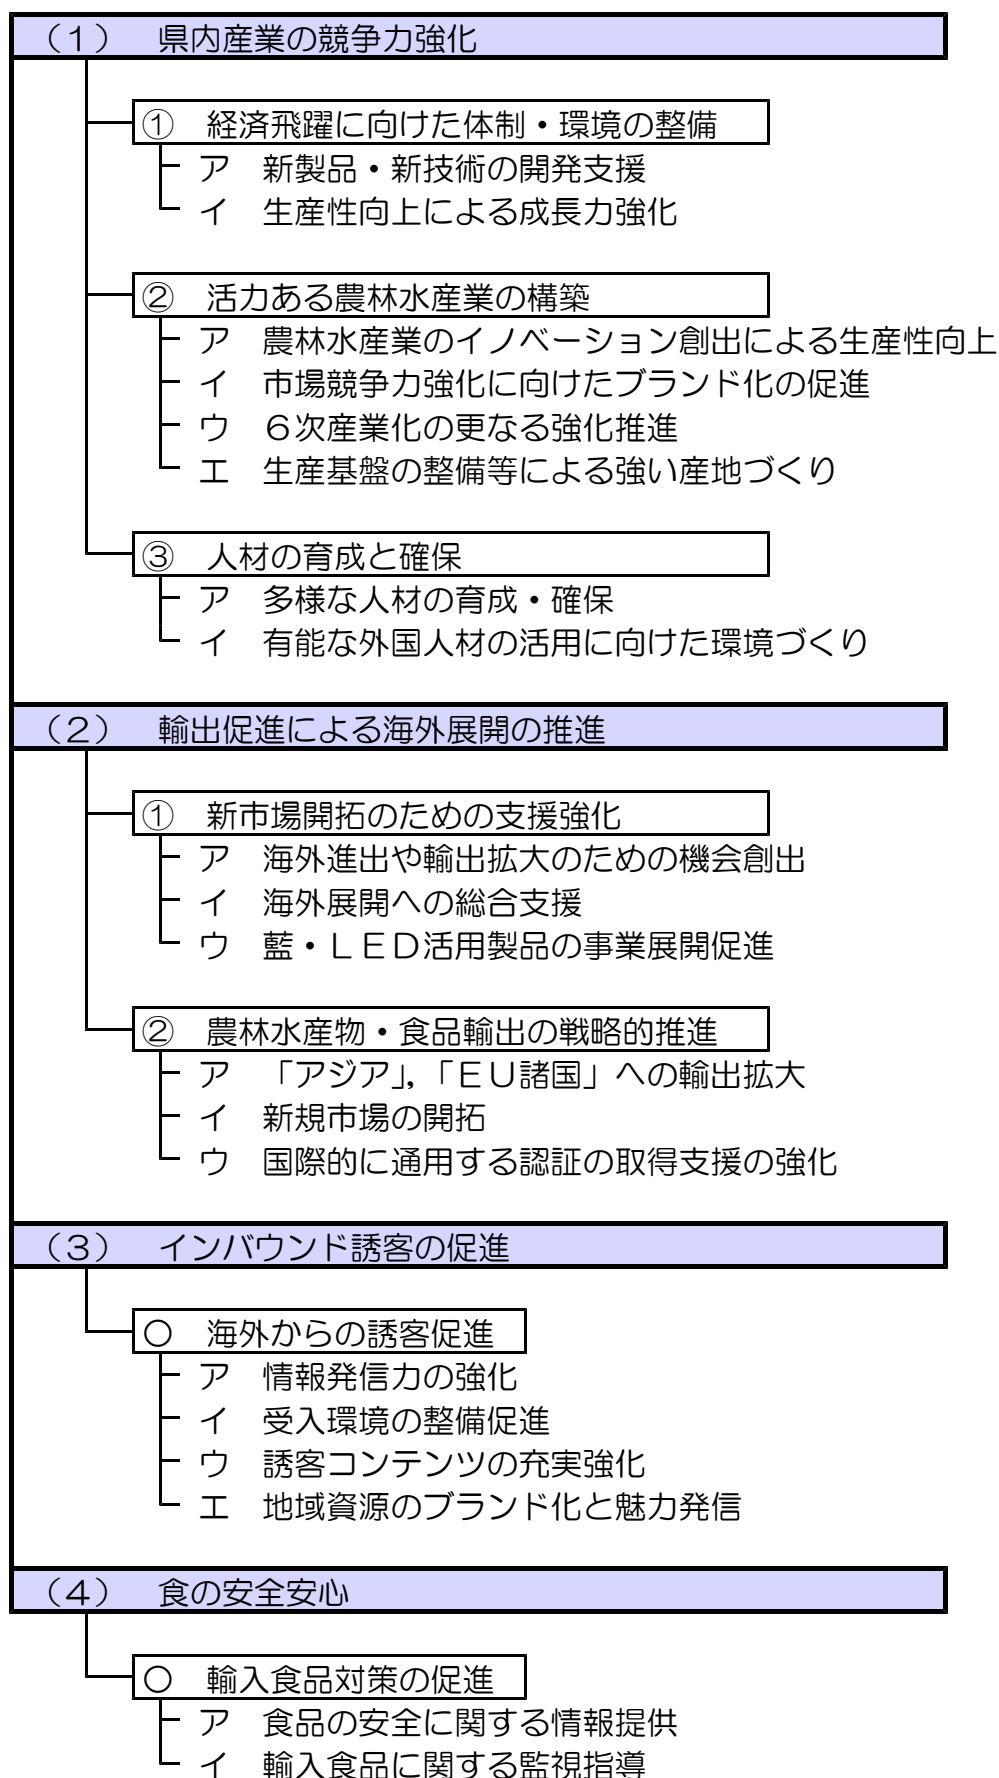 （１）　県内産業の競争力強化
①　経済飛躍に向けた体制・環境の整備
ア　新製品・新技術の開発支援
イ　生産性向上による成長力強化
②　活力ある農林水産業の構築
ア　農林水産業のイノベーション創出による生産性向上
イ　市場競争力強化に向けたブランド化の促進
ウ　６次産業化の更なる強化推進
エ　生産基盤の整備等による強い産地づくり
③　人材の育成と確保
ア　多様な人材の育成・確保
イ　有能な外国人材の活用に向けた環境づくり
（２）　輸出促進による海外展開の推進
①　新市場開拓のための支援強化
ア　海外進出や輸出拡大のための機会創出
イ　海外展開への総合支援
ウ　藍・ＬＥＤ活用製品の事業展開促進
②　農林水産物・食品輸出の戦略的推進
ア　「アジア」，「ＥＵ諸国」への輸出拡大
イ　新規市場の開拓
ウ　国際的に通用する認証の取得支援の強化
（３）　インバウンド誘客の促進
○　海外からの誘客促進
ア　情報発信力の強化
イ　受入環境の整備促進
ウ　誘客コンテンツの充実強化
エ　地域資源のブランド化と魅力発信
（４）　食の安全安心
○　輸入食品対策の促進
ア　食品の安全に関する情報提供
イ　輸入食品に関する監視指導